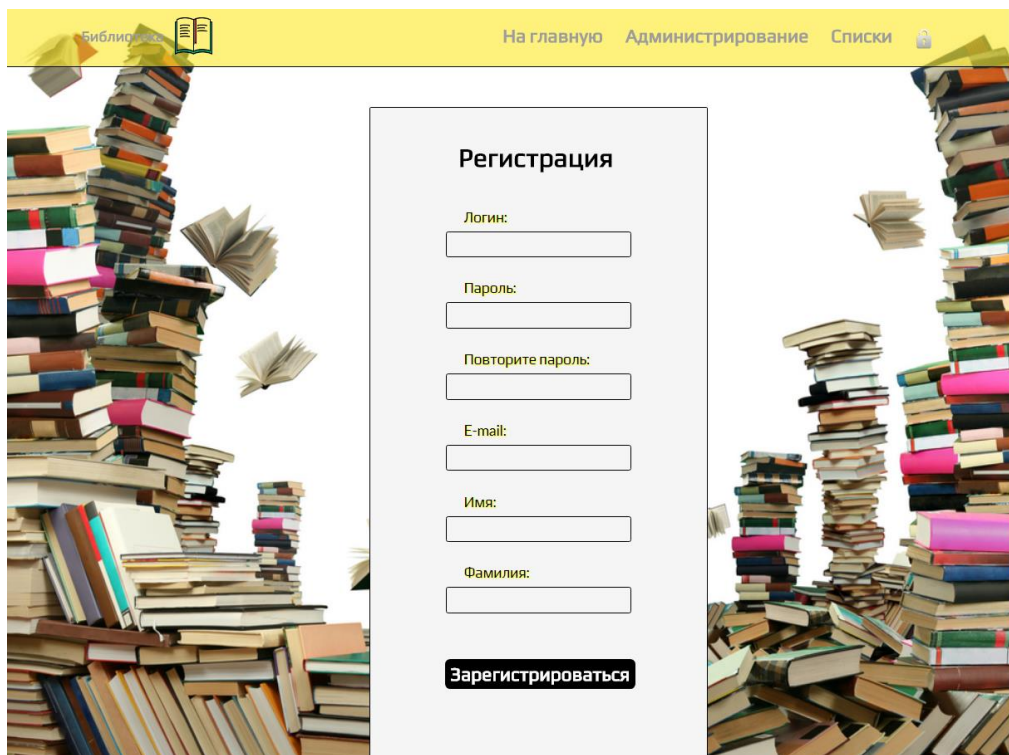 Библиотека
На главную Администрирование Списки
Регистрация
Логин:
Пароль:
Повторите пароль:
E-mail:
Имя:
Фамилия:
Зарегистрироваться